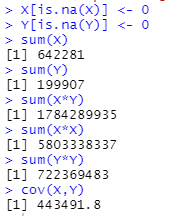 > X[is.na(X)] <- 0
> Y[is.na(Y)] <- 0
> sum(X)
[1] 642281
> sum(Y)
[1] 199907
> sum(X*Y)
[1] 1784289935
> sum(X*X)
[1] 5803338337
> sum(Y*Y)
[1] 722369483
> cov(X,Y)
[1] 443491.8